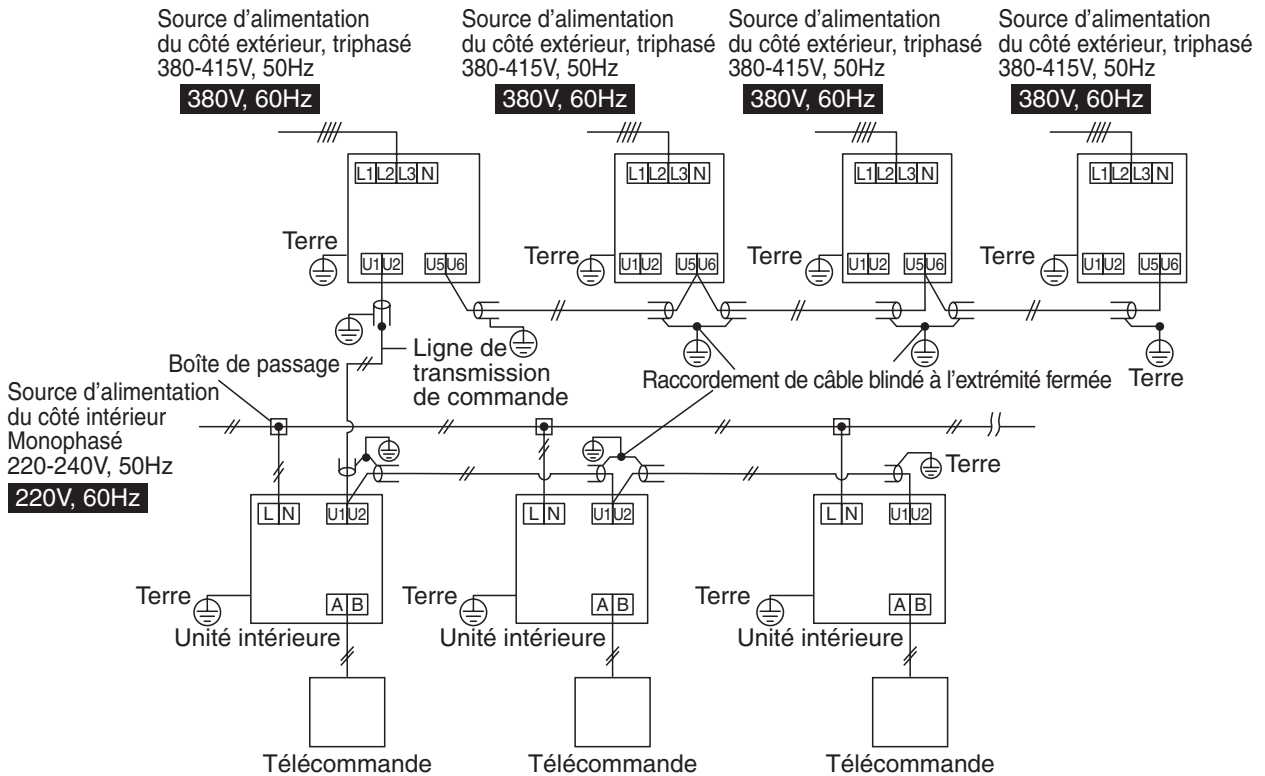 Source d'alimentation
du côté extérieur, triphasé
380-415V, 50Hz
380V, 60Hz
Source d'alimentation
du côté extérieur, triphasé
380-415V, 50Hz
380V, 60Hz
Source d'alimentation
du côté extérieur, triphasé
380-415V, 50Hz
380V, 60Hz
Source d'alimentation
du côté extérieur, triphasé
380-415V, 50Hz
380V, 60Hz
L1 L2 L3 N
L1 L2 L3 N
L1 L2 L3 N
L1 L2 L3 N
Terre
U1 U2 U5 U6
Terre
U1 U2 U5 U6
Terre
U1 U2 U5 U6
Terre
U1 U2 U5 U6
Boîte de passage
Ligne de
transmission
de commande
Raccordement de câble blindé à l'extrémité fermée
Terre
Source d'alimentation
du côté intérieur
Monophasé
220-240V, 50Hz
220V, 60Hz
Terre
L N U1 U2
L N U1 U2
L N U1 U2
Terre
A B
Unité intérieure
Terre
A B
Unité intérieure
Terre
A B
Unité intérieure
Télécommande
Télécommande
Télécommande